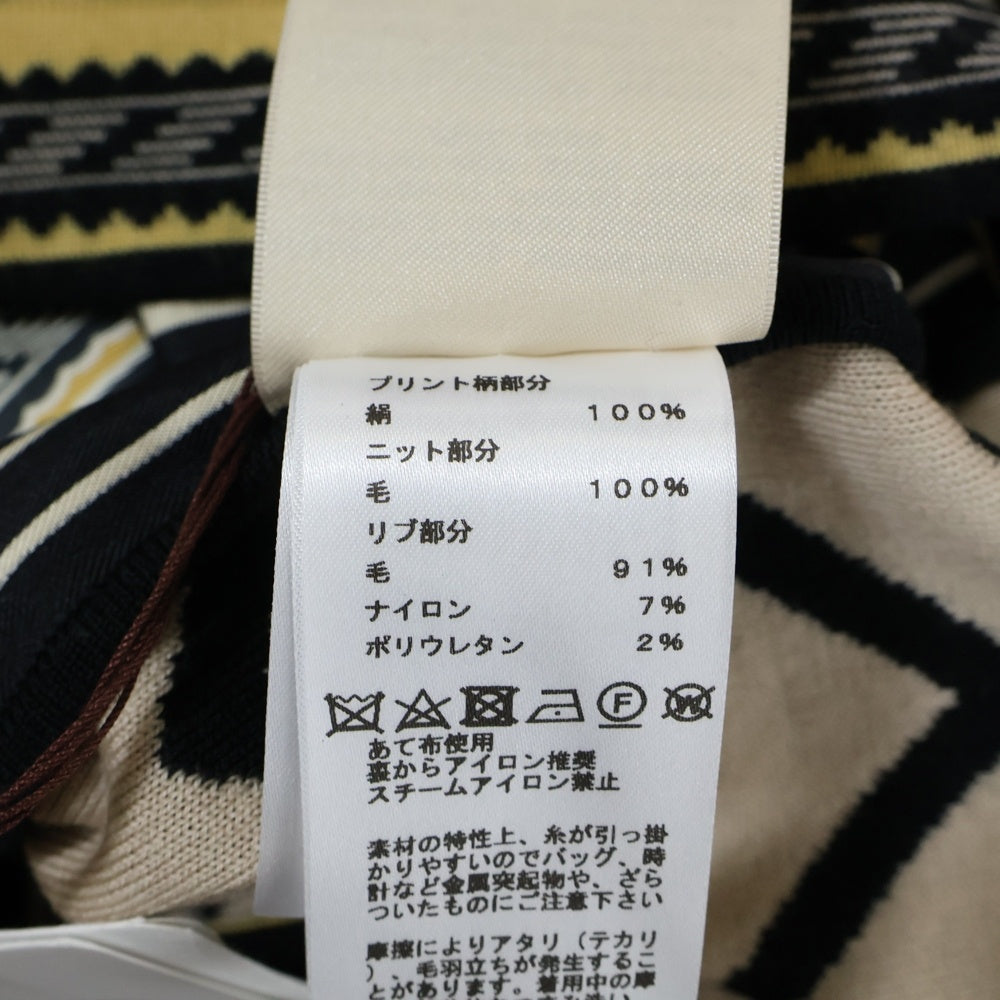 プリント柄部分
絹 100%
ニット部分
毛 100%
リブ部分
毛 91%
ナイロン 7%
ポリウレタン 2%
F W
あて布使用
裏からアイロン推奨
スチームアイロン禁止
素材の特性上、糸が引っ掛
かりやすいのでバッグ、時
計など金属突起物や、ざら
ついたものにご注意下さい
摩擦によりアタリ（テカリ
）、毛羽立ちが発生するこ
とがあります。着用中の摩